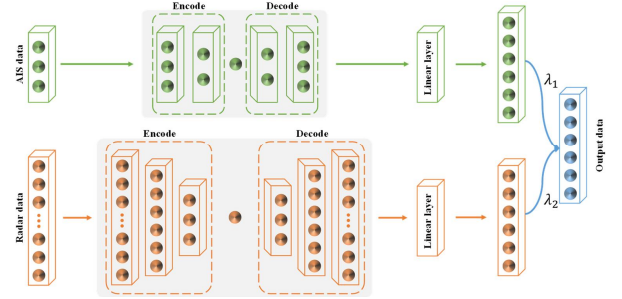 Encode
Decode
AIS data
Linear layer
λ1
Encode
Decode
Radar data
Linear layer
λ2
Output data